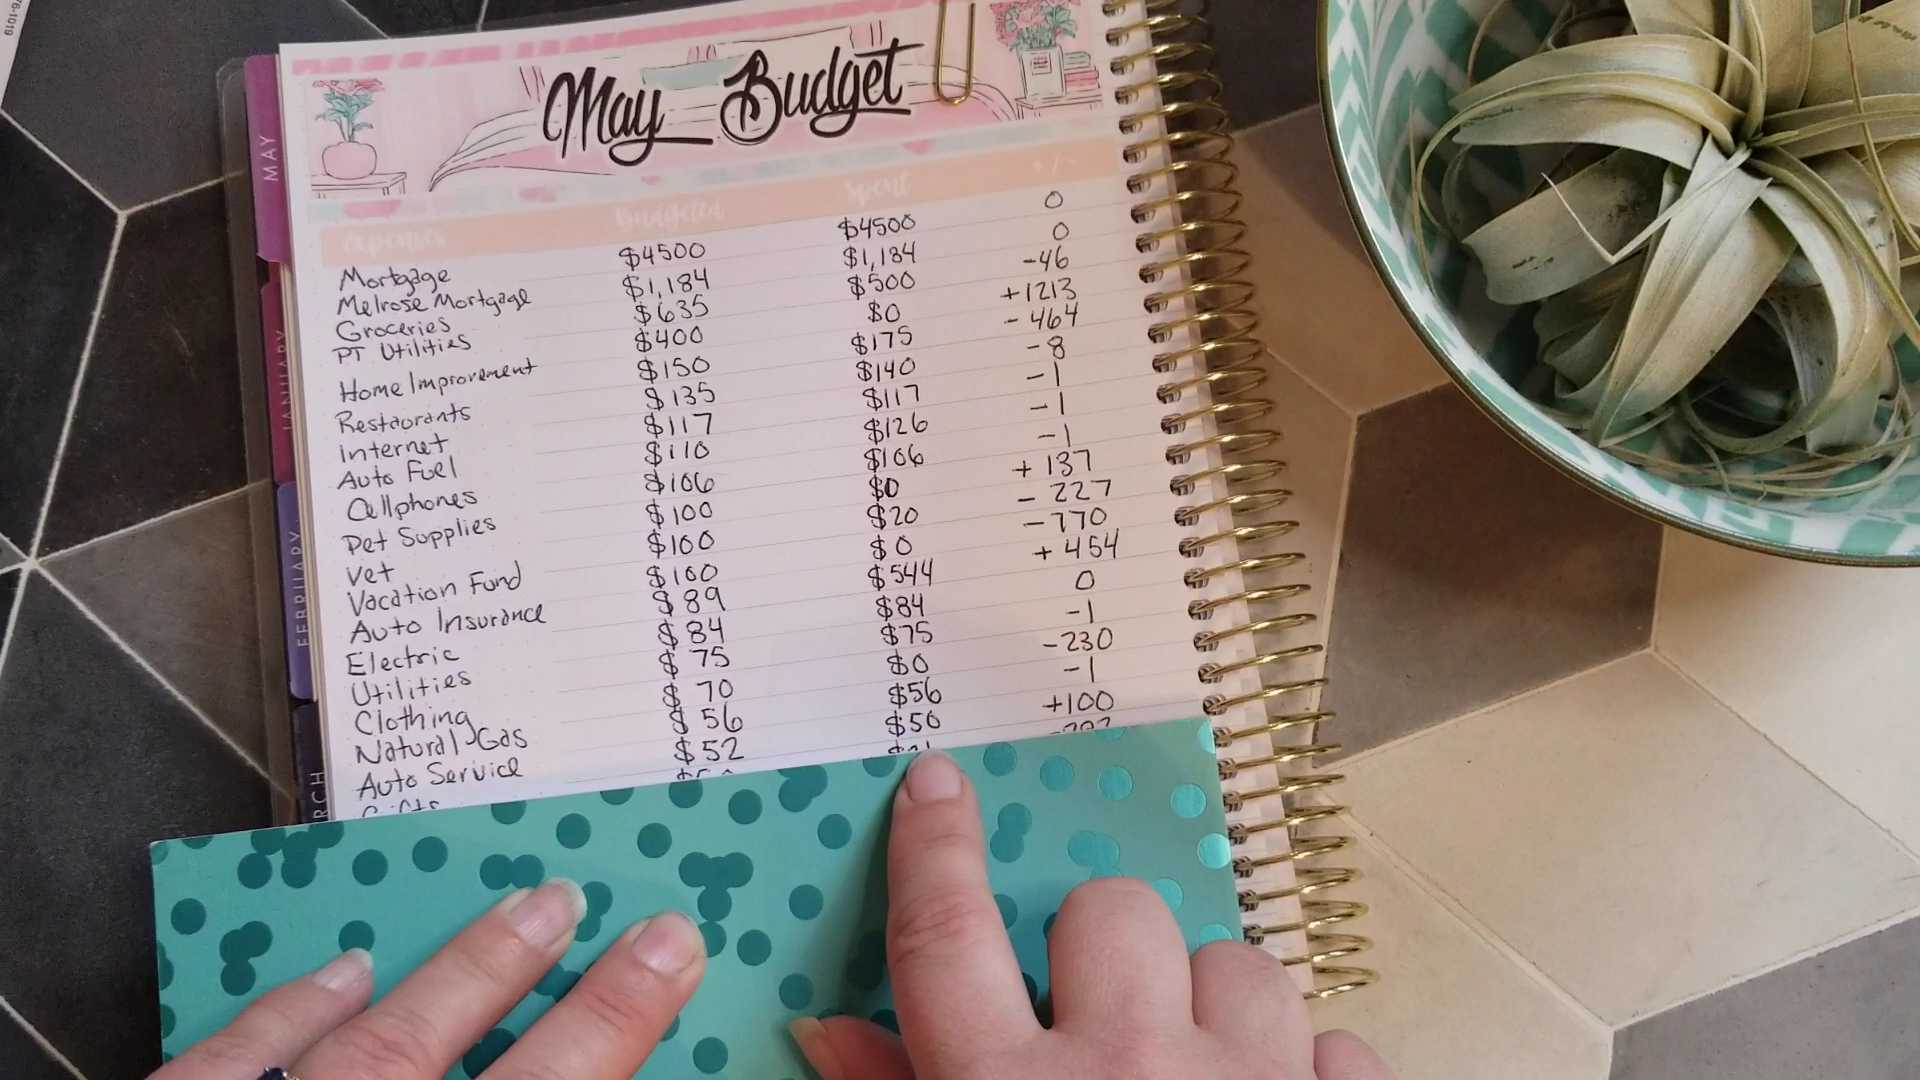 May Budget
expenses budgeted spent +/-
Mortgage $4500 $4500 0
Melrose Mortgage $1,184 $1,184 0
Groceries $635 $500 -46
PT Utilities $400 $0 +1213
Home Improvement $150 $175 -464
Restaurants $135 $140 -8
Internet $117 $117 -1
Auto Fuel $110 $126 -1
Cellphones $106 $106 -1
Pet Supplies $100 $0 +137
Vet $100 $20 -227
Vacation Fund $100 $0 -770
Auto Insurance $89 $544 +454
Electric $84 $84 0
Utilities $75 $75 -1
Clothing $70 $0 -230
Natural Gas $56 $56 -1
Auto Service $52 $50 +100
MAY
JANUARY
FEBRUARY
RCH